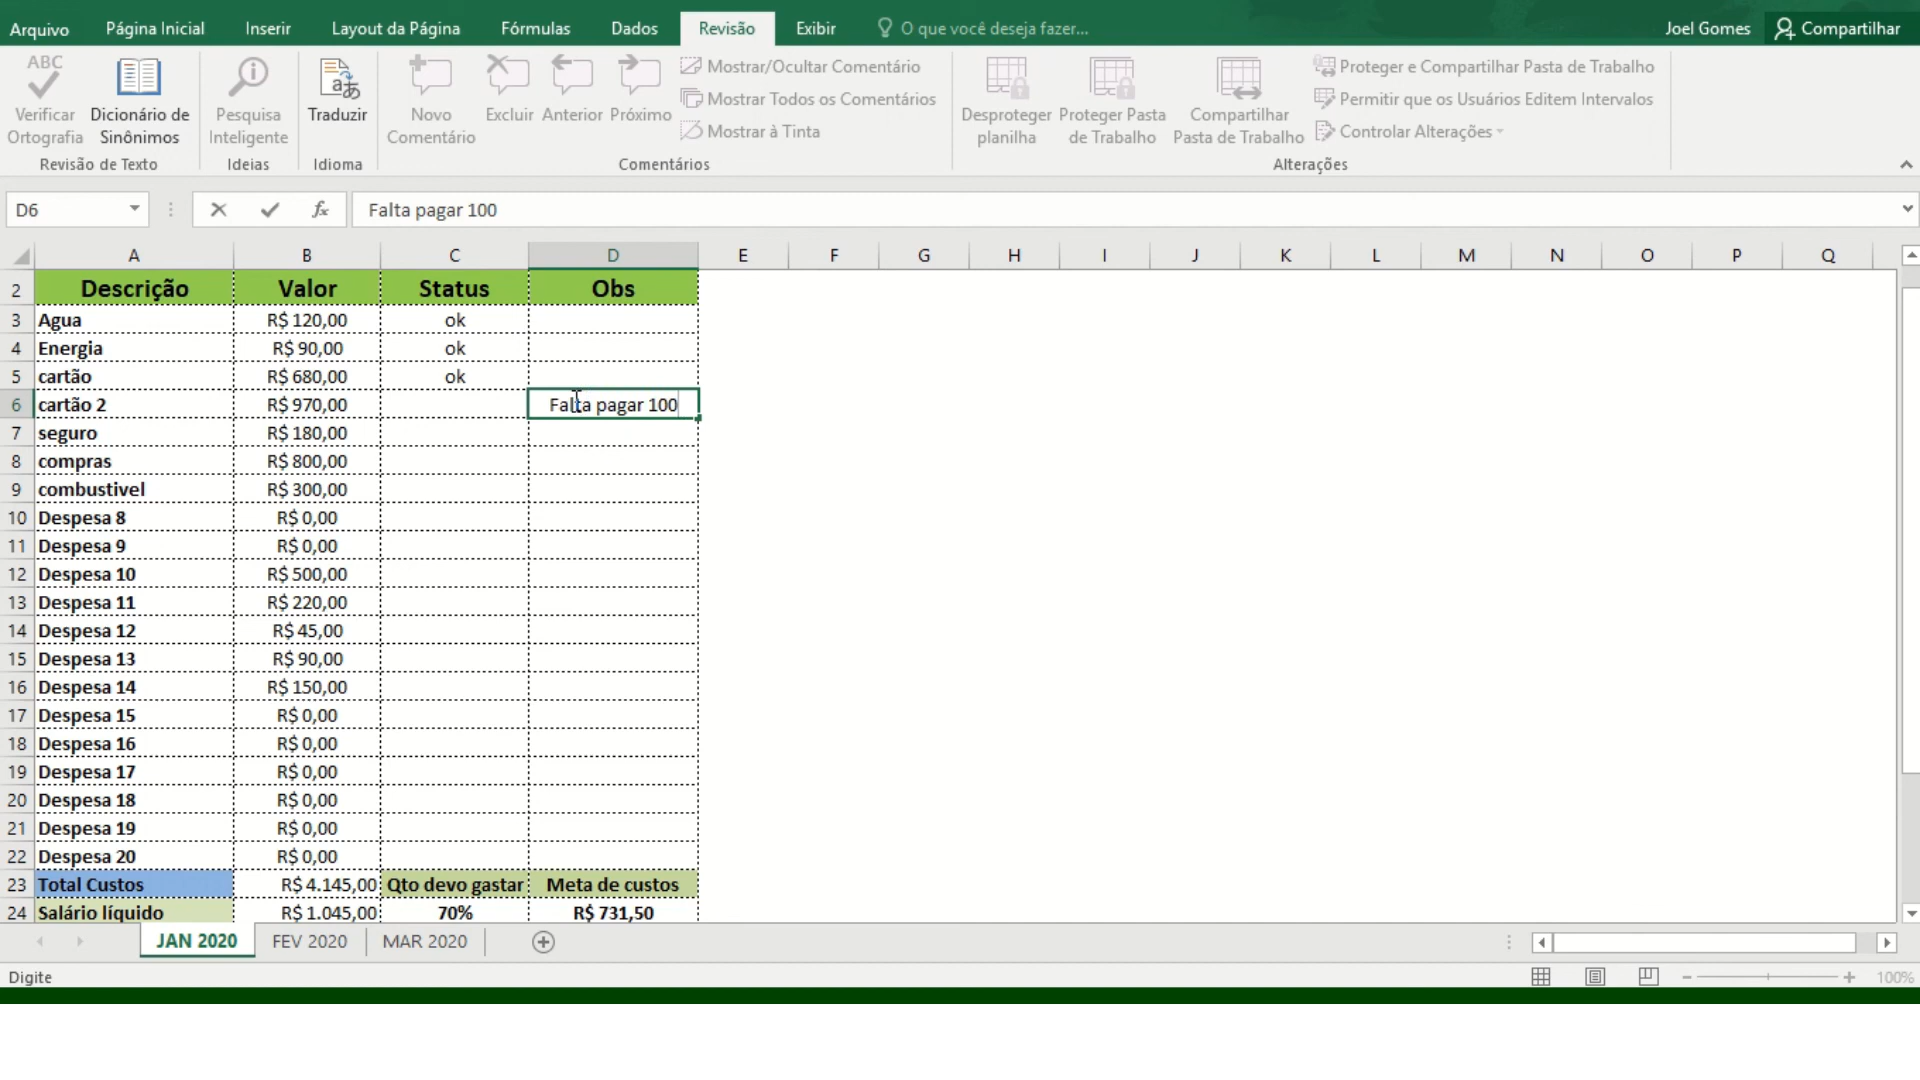 Arquivo Página Inicial Inserir Layout da Página Fórmulas Dados Revisão Exibir O que você deseja fazer... Joel Gomes Compartilhar
ABC
Verificar Ortografia
Dicionário de Sinônimos
Revisão de Texto
Pesquisa Inteligente
Ideias
Traduzir
Idioma
Novo Comentário
Excluir
Anterior
Próximo
Mostrar/Ocultar Comentário
Mostrar Todos os Comentários
Mostrar à Tinta
Comentários
Desproteger planilha
Proteger Pasta de Trabalho
Compartilhar Pasta de Trabalho
Proteger e Compartilhar Pasta de Trabalho
Permitir que os Usuários Editem Intervalos
Controlar Alterações
Alterações
D6 fx Falta pagar 100
A B C D E F G H I J K L M N O P Q
2 Descrição Valor Status Obs
3 Agua R$ 120,00 ok
4 Energia R$ 90,00 ok
5 cartão R$ 680,00 ok
6 cartão 2 R$ 970,00 Falta pagar 100
7 seguro R$ 180,00
8 compras R$ 800,00
9 combustivel R$ 300,00
10 Despesa 8 R$ 0,00
11 Despesa 9 R$ 0,00
12 Despesa 10 R$ 500,00
13 Despesa 11 R$ 220,00
14 Despesa 12 R$ 45,00
15 Despesa 13 R$ 90,00
16 Despesa 14 R$ 150,00
17 Despesa 15 R$ 0,00
18 Despesa 16 R$ 0,00
19 Despesa 17 R$ 0,00
20 Despesa 18 R$ 0,00
21 Despesa 19 R$ 0,00
22 Despesa 20 R$ 0,00
23 Total Custos R$ 4.145,00 Qto devo gastar Meta de custos
24 Salário líquido R$ 1.045,00 70% R$ 731,50
JAN 2020 FEV 2020 MAR 2020
Digite 100%